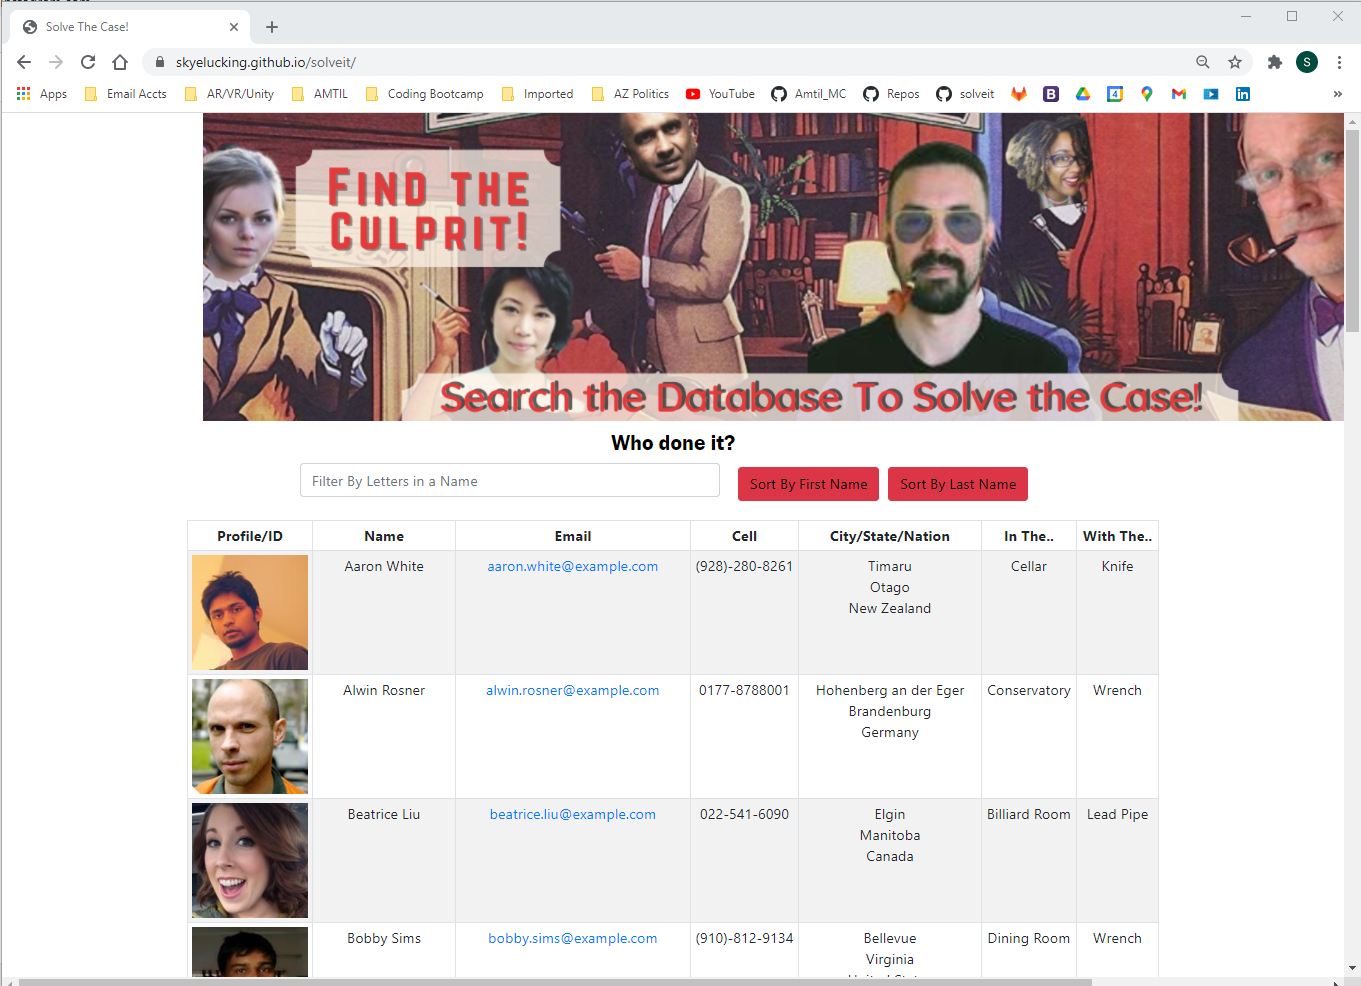 Solve The Case!
skyelucking.github.io/solveit/
S
Apps Email Accts AR/VR/Unity AMTIL Coding Bootcamp Imported AZ Politics YouTube Amtil_MC Repos solveit B 4 in »
FIND THE
CULPRIT!
Search the Database To Solve the Case!
Who done it?
Filter By Letters in a Name Sort By First Name Sort By Last Name
Profile/ID Name Email Cell City/State/Nation In The.. With The..
Aaron White aaron.white@example.com (928)-280-8261 Timaru Cellar Knife
Otago
New Zealand
Alwin Rosner alwin.rosner@example.com 0177-8788001 Hohenberg an der Eger Conservatory Wrench
Brandenburg
Germany
Beatrice Liu beatrice.liu@example.com 022-541-6090 Elgin Billiard Room Lead Pipe
Manitoba
Canada
Bobby Sims bobby.sims@example.com (910)-812-9134 Bellevue Dining Room Wrench
Virginia